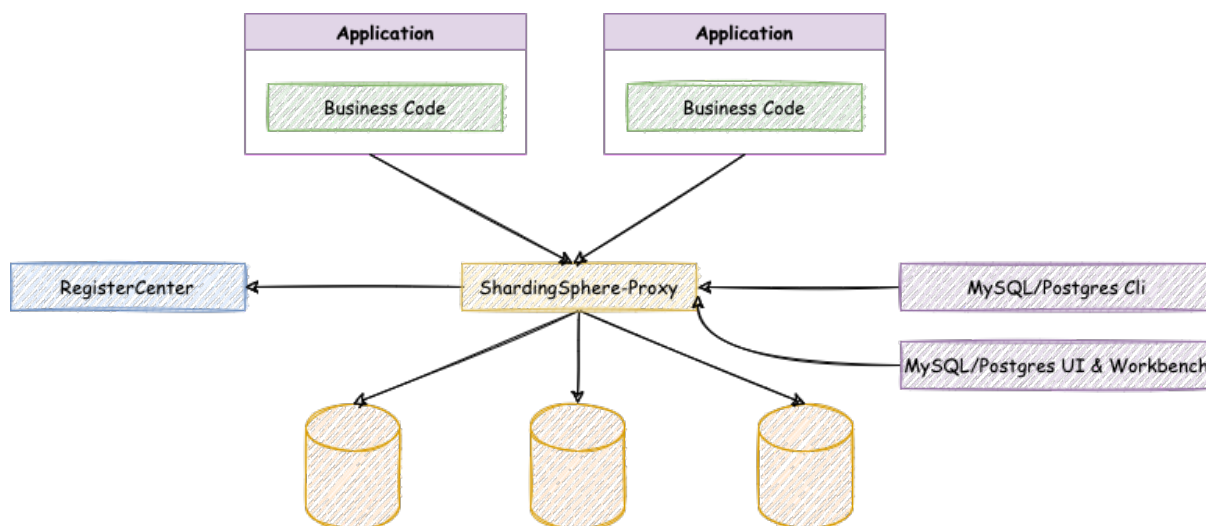 Application
Application
Business Code
Business Code
RegisterCenter
ShardingSphere-Proxy
MySQL/Postgres Cli
MySQL/Postgres UI & Workbench